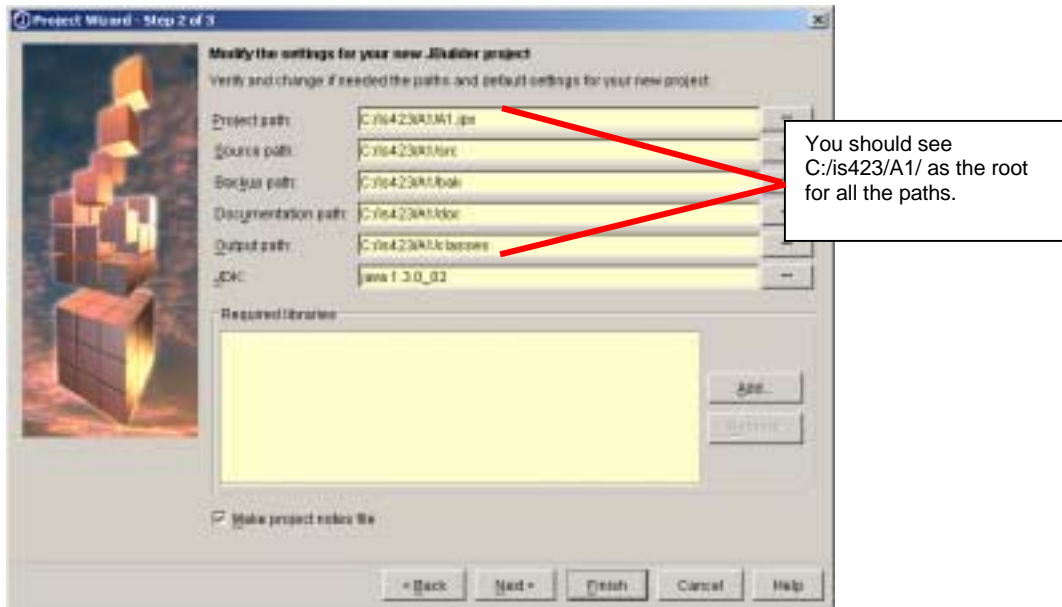 Project Wizard - Step 2 of 3
Modify the settings for your new JBuilder project
Verify and change if needed the paths and default settings for your new project.
Project path: C:/is423/A1/A1.jpx
Source path: C:/is423/A1/src
Backup path: C:/is423/A1/bak
Documentation path: C:/is423/A1/doc
Output path: C:/is423/A1/classes
JDK: java 1.3.0_02 ...
You should see
C:/is423/A1/ as the root
for all the paths.
Required libraries
Add...
Remove
Make project notes file
< Back Next > Finish Cancel Help